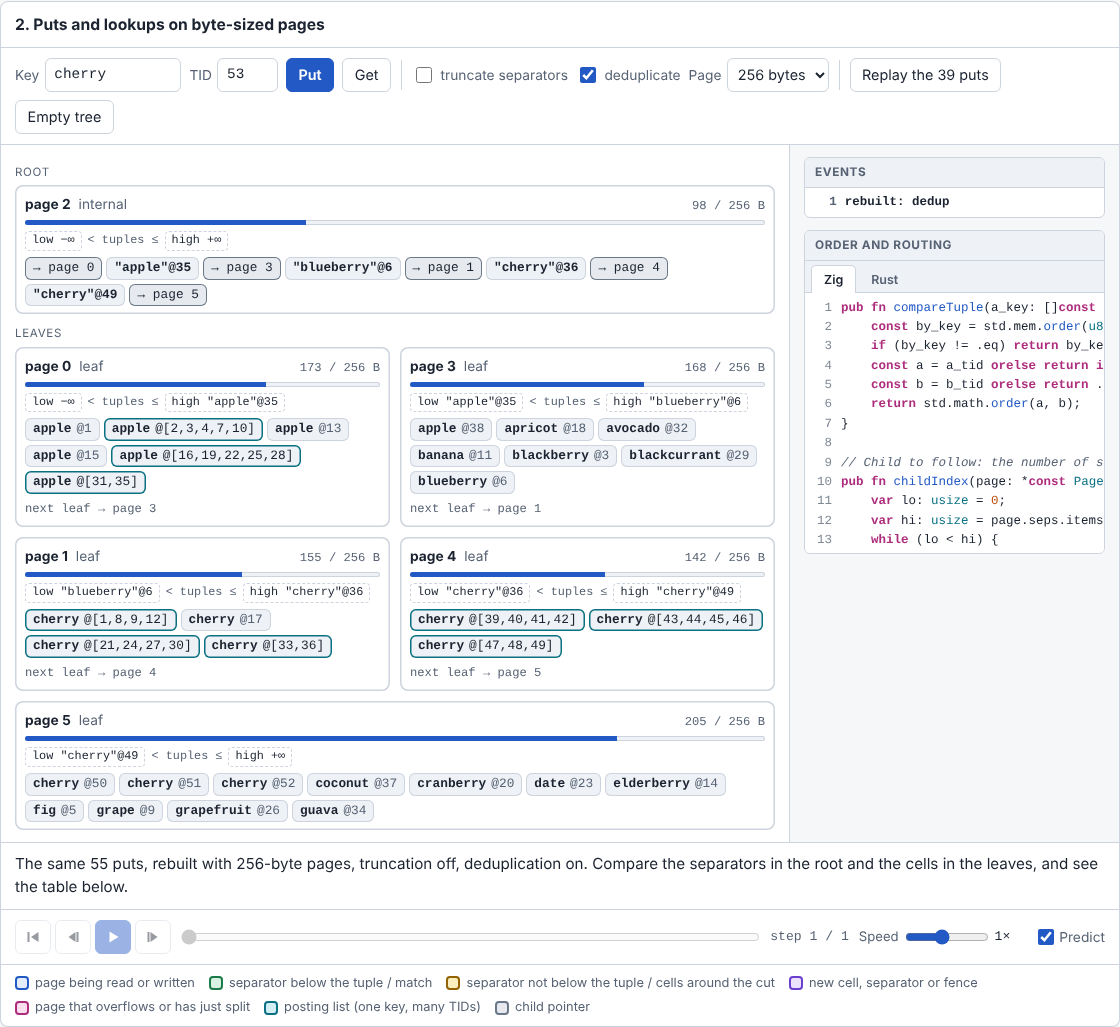 2. Puts and lookups on byte-sized pages
Key cherry TID 53 Put Get truncate separators deduplicate Page 256 bytes Replay the 39 puts
Empty tree
ROOT
page 2 internal 98 / 256 B
low −∞ < tuples ≤ high +∞
→ page 0 "apple"@35 → page 3 "blueberry"@6 → page 1 "cherry"@36 → page 4
"cherry"@49 → page 5
LEAVES
page 0 leaf 173 / 256 B
low −∞ < tuples ≤ high "apple"@35
apple @1 apple @[2,3,4,7,10] apple @13
apple @15 apple @[16,19,22,25,28]
apple @[31,35]
next leaf → page 3
page 3 leaf 168 / 256 B
low "apple"@35 < tuples ≤ high "blueberry"@6
apple @38 apricot @18 avocado @32
banana @11 blackberry @3 blackcurrant @29
blueberry @6
next leaf → page 1
page 1 leaf 155 / 256 B
low "blueberry"@6 < tuples ≤ high "cherry"@36
cherry @[1,8,9,12] cherry @17
cherry @[21,24,27,30] cherry @[33,36]
next leaf → page 4
page 4 leaf 142 / 256 B
low "cherry"@36 < tuples ≤ high "cherry"@49
cherry @[39,40,41,42] cherry @[43,44,45,46]
cherry @[47,48,49]
next leaf → page 5
page 5 leaf 205 / 256 B
low "cherry"@49 < tuples ≤ high +∞
cherry @50 cherry @51 cherry @52 coconut @37 cranberry @20 date @23 elderberry @14
fig @5 grape @9 grapefruit @26 guava @34
EVENTS
1 rebuilt: dedup
ORDER AND ROUTING
Zig Rust
1 pub fn compareTuple(a_key: []const
2 const by_key = std.mem.order(u8
3 if (by_key != .eq) return by_ke
4 const a = a_tid orelse return i
5 const b = b_tid orelse return .
6 return std.math.order(a, b);
7 }
8
9 // Child to follow: the number of s
10 pub fn childIndex(page: *const Page
11 var lo: usize = 0;
12 var hi: usize = page.seps.items
13 while (lo < hi) {
The same 55 puts, rebuilt with 256-byte pages, truncation off, deduplication on. Compare the separators in the root and the cells in the leaves, and see
the table below.
step 1 / 1 Speed 1× Predict
page being read or written separator below the tuple / match separator not below the tuple / cells around the cut new cell, separator or fence
page that overflows or has just split posting list (one key, many TIDs) child pointer